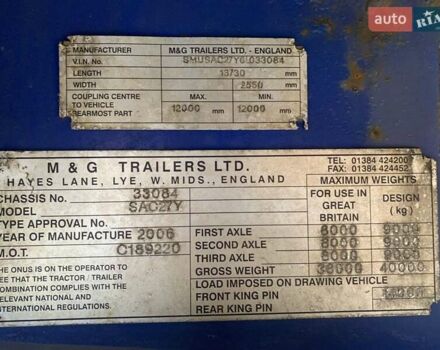 auto RIA
MANUFACTURER M&G TRAILERS LTD. - ENGLAND
V.I.N. No. SMUSAC27Y6L033084
LENGTH 13730 mm
WIDTH 2550 mm
COUPLING CENTRE MAX. MIN.
TO VEHICLE 12000 mm 12000 mm
REARMOST PART
M & G TRAILERS LTD. TEL: 01384 424200
HAYES LANE, LYE, W. MIDS., ENGLAND FAX: 01384 424452
MAXIMUM WEIGHTS
CHASSIS No. 33084 FOR USE IN DESIGN
MODEL SAC27Y GREAT (kg)
TYPE APPROVAL No. BRITAIN
YEAR OF MANUFACTURE 2006 FIRST AXLE 8000 9000
M.O.T. C189220 SECOND AXLE 8000 9000
THIRD AXLE 8000 9000
THE ONUS IS ON THE OPERATOR TO GROSS WEIGHT 40000
SEE THAT THE TRACTOR / TRAILER LOAD IMPOSED ON DRAWING VEHICLE
COMBINATION COMPLIES WITH THE FRONT KING PIN
RELEVANT NATIONAL AND REAR KING PIN
INTERNATIONAL REGULATIONS.